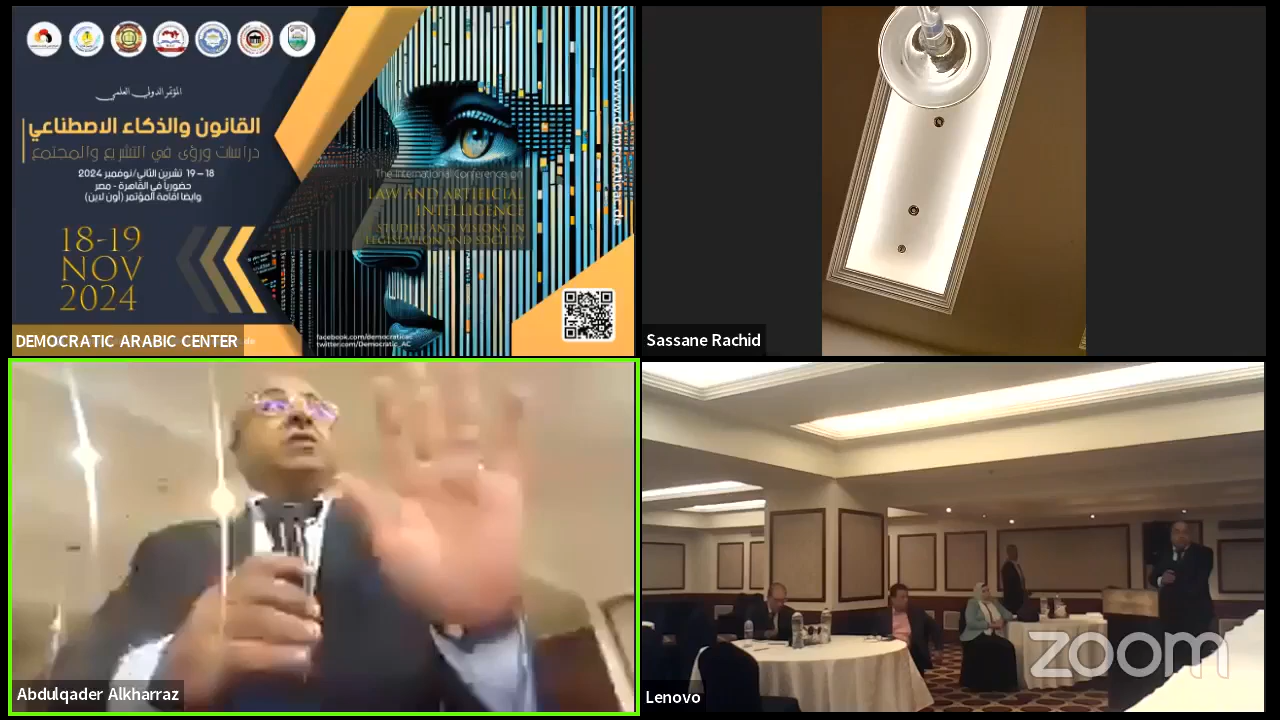 المؤتمر الدولي العلمي
القانون والذكاء الاصطناعي
دراسات ورؤى في التشريع والمجتمع
18 – 19 تشرين الثاني/نوفمبر 2024
حضوريا في القاهرة - مصر
وايضا اقامة المؤتمر (أون لاين)
18-19
NOV
2024
The International Conference on
LAW AND ARTIFICIAL
INTELLIGENCE
STUDIES AND VISIONS IN
LEGISLATION AND SOCIETY
www.democraticac.de
facebook.com/democraticac
twitter.com/Democratic_AC
DEMOCRATIC ARABIC CENTER
Sassane Rachid
Abdulqader Alkharraz
Lenovo
zoom